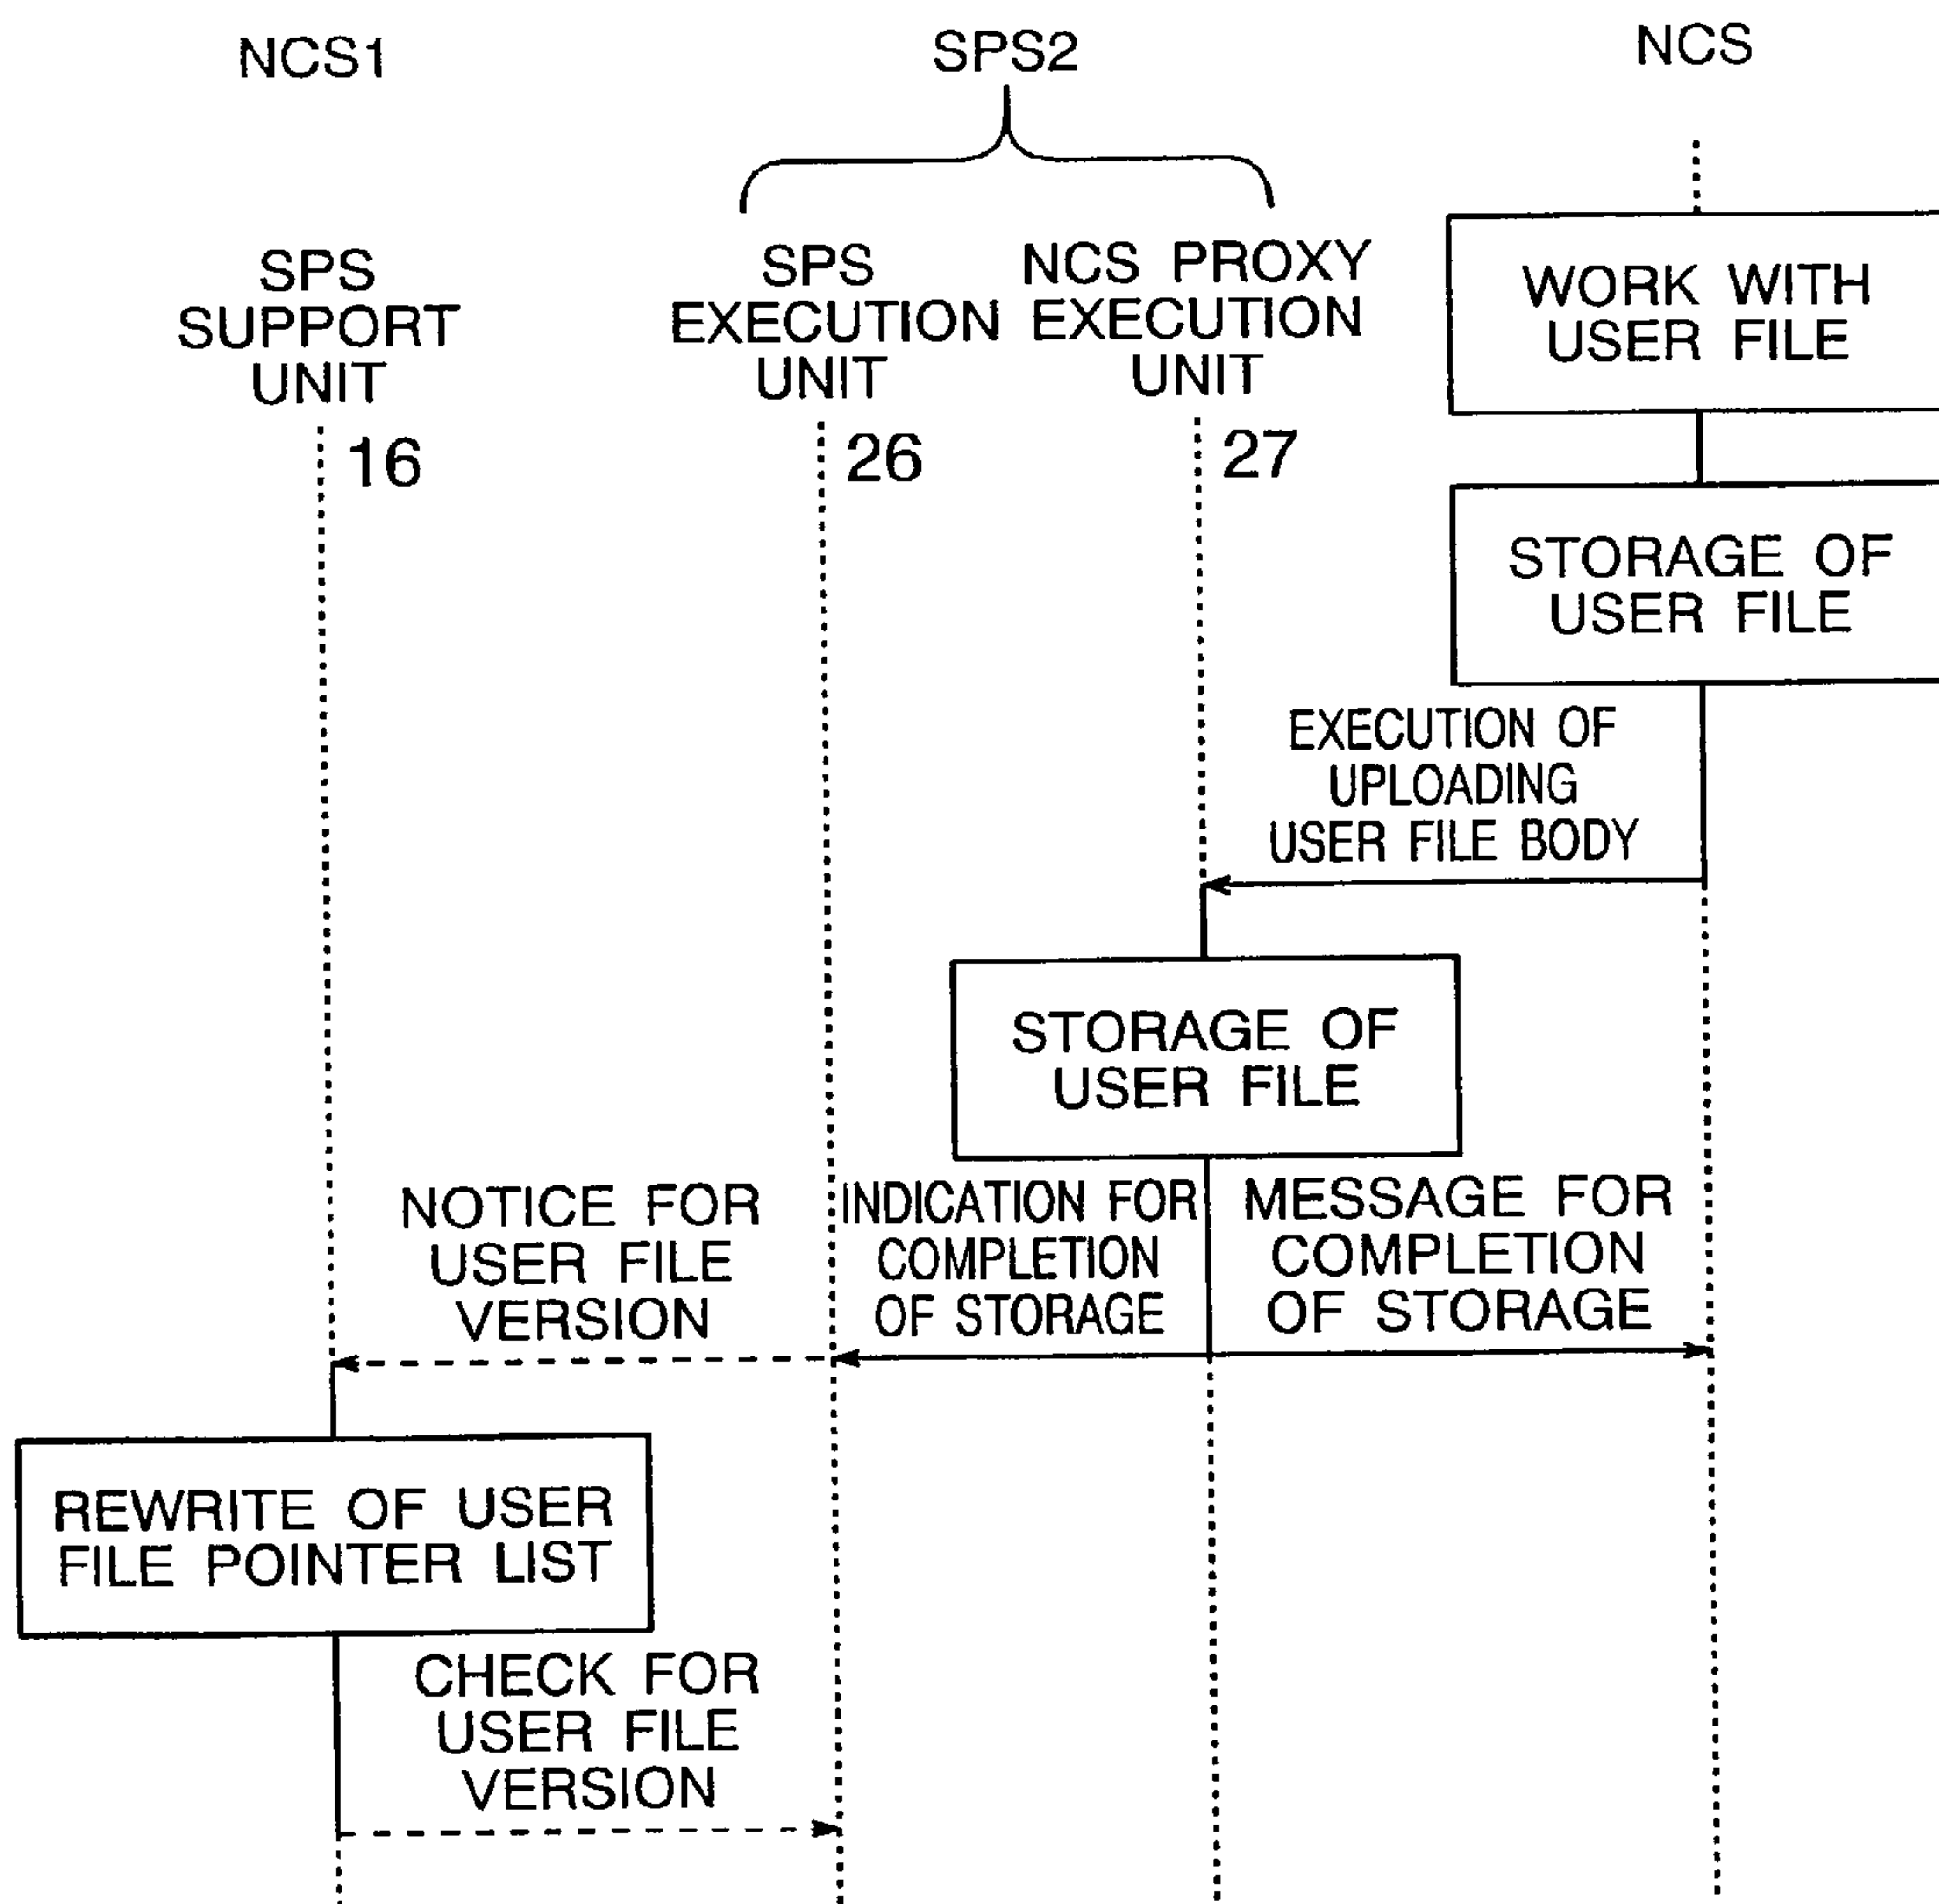 NCS1
SPS2
NCS
SPS
SUPPORT
UNIT
16
SPS
EXECUTION
UNIT
26
NCS PROXY
EXECUTION
UNIT
27
WORK WITH
USER FILE
STORAGE OF
USER FILE
EXECUTION OF
UPLOADING
USER FILE BODY
STORAGE OF
USER FILE
NOTICE FOR
USER FILE
VERSION
INDICATION FOR
COMPLETION
OF STORAGE
MESSAGE FOR
COMPLETION
OF STORAGE
REWRITE OF USER
FILE POINTER LIST
CHECK FOR
USER FILE
VERSION